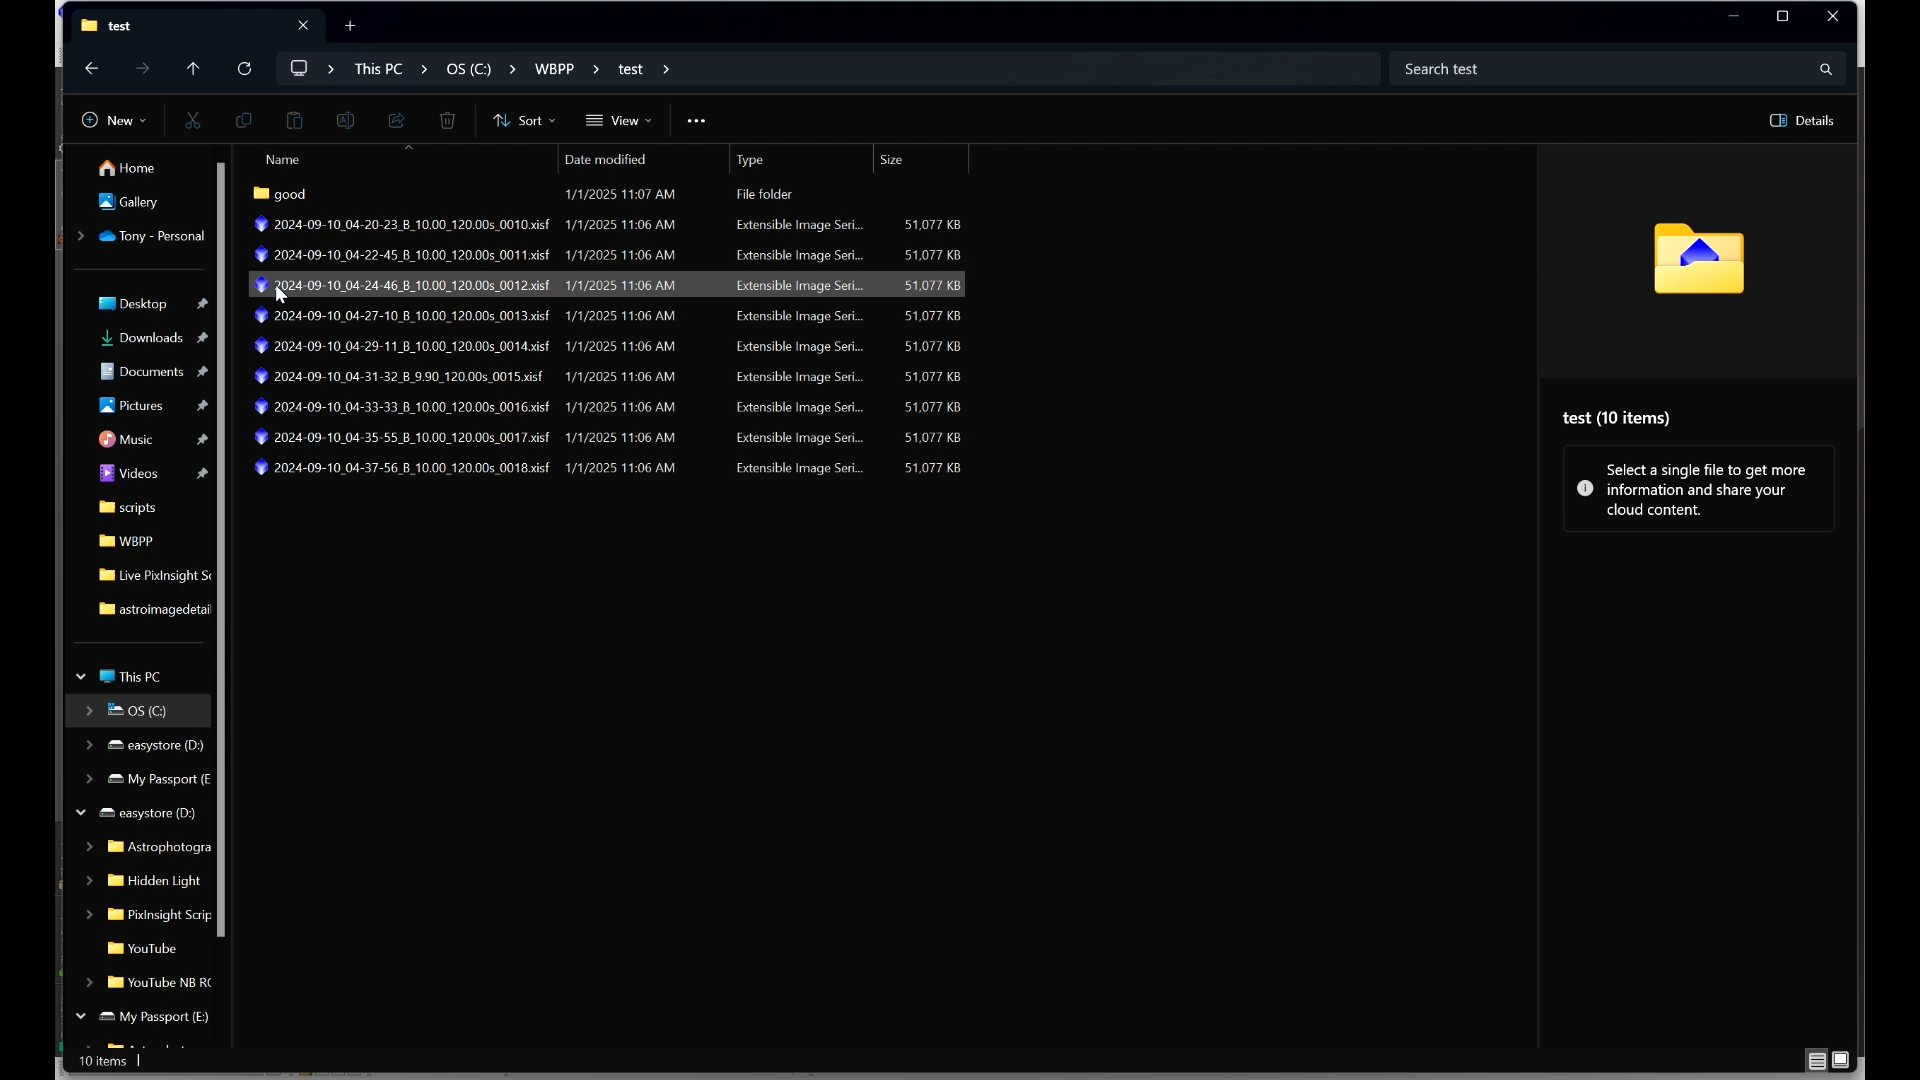 test
This PC > OS (C:) > WBPP > test >
Search test
New
Sort
View
Details
Name Date modified Type Size
good 1/1/2025 11:07 AM File folder
2024-09-10_04-20-23_B_10.00_120.00s_0010.xisf 1/1/2025 11:06 AM Extensible Image Seri... 51,077 KB
2024-09-10_04-22-45_B_10.00_120.00s_0011.xisf 1/1/2025 11:06 AM Extensible Image Seri... 51,077 KB
2024-09-10_04-24-46_B_10.00_120.00s_0012.xisf 1/1/2025 11:06 AM Extensible Image Seri... 51,077 KB
2024-09-10_04-27-10_B_10.00_120.00s_0013.xisf 1/1/2025 11:06 AM Extensible Image Seri... 51,077 KB
2024-09-10_04-29-11_B_10.00_120.00s_0014.xisf 1/1/2025 11:06 AM Extensible Image Seri... 51,077 KB
2024-09-10_04-31-32_B_9.90_120.00s_0015.xisf 1/1/2025 11:06 AM Extensible Image Seri... 51,077 KB
2024-09-10_04-33-33_B_10.00_120.00s_0016.xisf 1/1/2025 11:06 AM Extensible Image Seri... 51,077 KB
2024-09-10_04-35-55_B_10.00_120.00s_0017.xisf 1/1/2025 11:06 AM Extensible Image Seri... 51,077 KB
2024-09-10_04-37-56_B_10.00_120.00s_0018.xisf 1/1/2025 11:06 AM Extensible Image Seri... 51,077 KB
Home
Gallery
Tony - Personal
Desktop
Downloads
Documents
Pictures
Music
Videos
scripts
WBPP
Live PixInsight Sc
astroimagedetail
This PC
OS (C:)
easystore (D:)
My Passport (E
easystore (D:)
Astrophotogra
Hidden Light
PixInsight Scrip
YouTube
YouTube NB RG
My Passport (E:)
test (10 items)
Select a single file to get more
information and share your
cloud content.
10 items